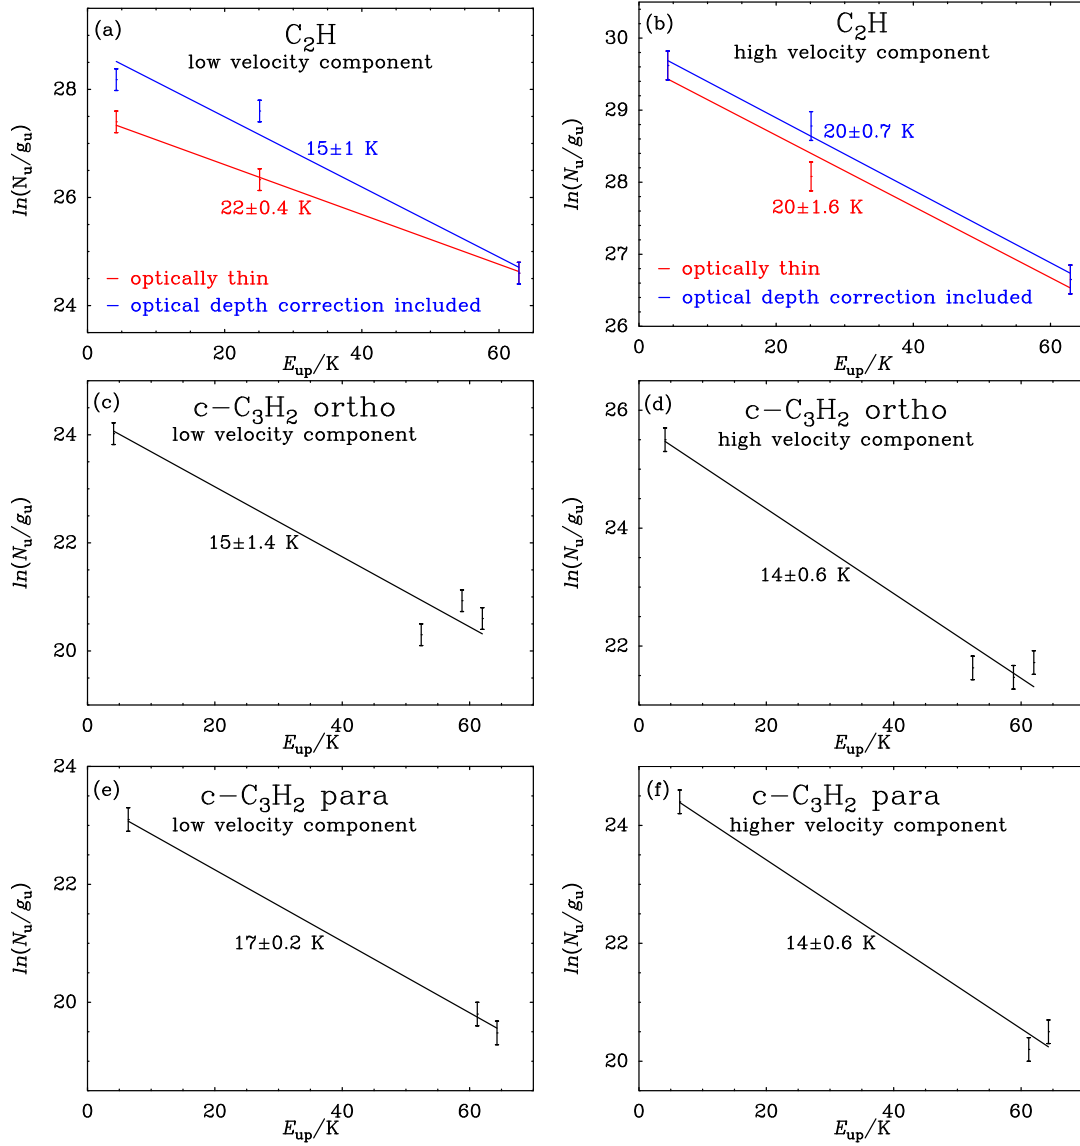 (a)
C₂H
low velocity component
ln(Nᵤ/gᵤ)
28
26
24
15±1 K
22±0.4 K
— optically thin
— optical depth correction included
0 20 40 60
E_up/K
(b)
C₂H
high velocity component
ln(Nᵤ/gᵤ)
30
29
28
27
26
20±0.7 K
20±1.6 K
— optically thin
— optical depth correction included
0 20 40 60
E_up/K
(c)
c−C₃H₂ ortho
low velocity component
ln(Nᵤ/gᵤ)
24
22
20
15±1.4 K
0 20 40 60
E_up/K
(d)
c−C₃H₂ ortho
high velocity component
ln(Nᵤ/gᵤ)
26
24
22
14±0.6 K
0 20 40 60
E_up/K
(e)
c−C₃H₂ para
low velocity component
ln(Nᵤ/gᵤ)
24
22
20
17±0.2 K
0 20 40 60
E_up/K
(f)
c−C₃H₂ para
higher velocity component
ln(Nᵤ/gᵤ)
24
22
20
14±0.6 K
0 20 40 60
E_up/K